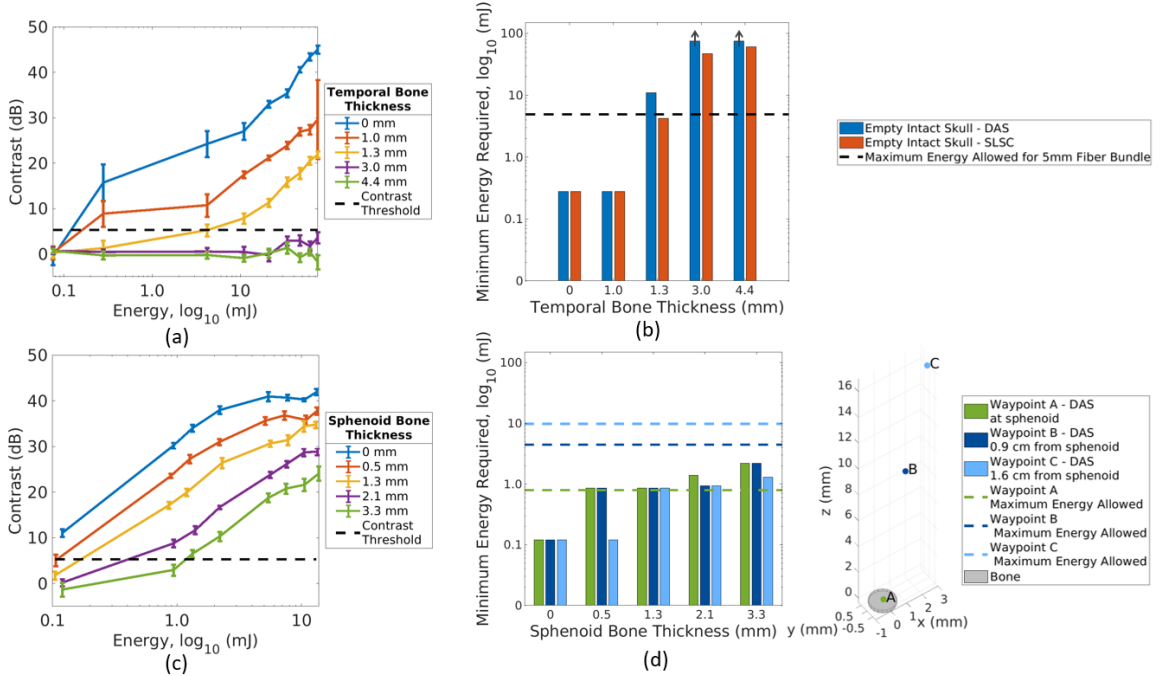 (a)
Contrast (dB)
50
40
30
20
10
0
0.1
1.0
10
Energy, log10 (mJ)
Temporal Bone
Thickness
0 mm
1.0 mm
1.3 mm
3.0 mm
4.4 mm
Contrast
Threshold
(a)
(b)
Minimum Energy Required, log10 (mJ)
100
10
1.0
0.1
0
0
1.0
1.3
3.0
4.4
Temporal Bone Thickness (mm)
(b)
Empty Intact Skull - DAS
Empty Intact Skull - SLSC
Maximum Energy Allowed for 5mm Fiber Bundle
Contrast (dB)
50
40
30
20
10
0
0.1
1.0
10
Energy, log10 (mJ)
(c)
Sphenoid Bone
Thickness
0 mm
0.5 mm
1.3 mm
2.1 mm
3.3 mm
Contrast
Threshold
Minimum Energy Required, log10 (mJ)
100
10
1.0
0.1
0
0
0.5
1.3
2.1
3.3
Sphenoid Bone Thickness (mm)
(d)
z (mm)
16
14
12
10
8
6
4
2
0
C
B
A
0.5
-0.5
y (mm)
-1
0
1
2
3
x (mm)
Waypoint A - DAS
at sphenoid
Waypoint B - DAS
0.9 cm from sphenoid
Waypoint C - DAS
1.6 cm from sphenoid
Waypoint A
Maximum Energy Allowed
Waypoint B
Maximum Energy Allowed
Waypoint C
Maximum Energy Allowed
Bone